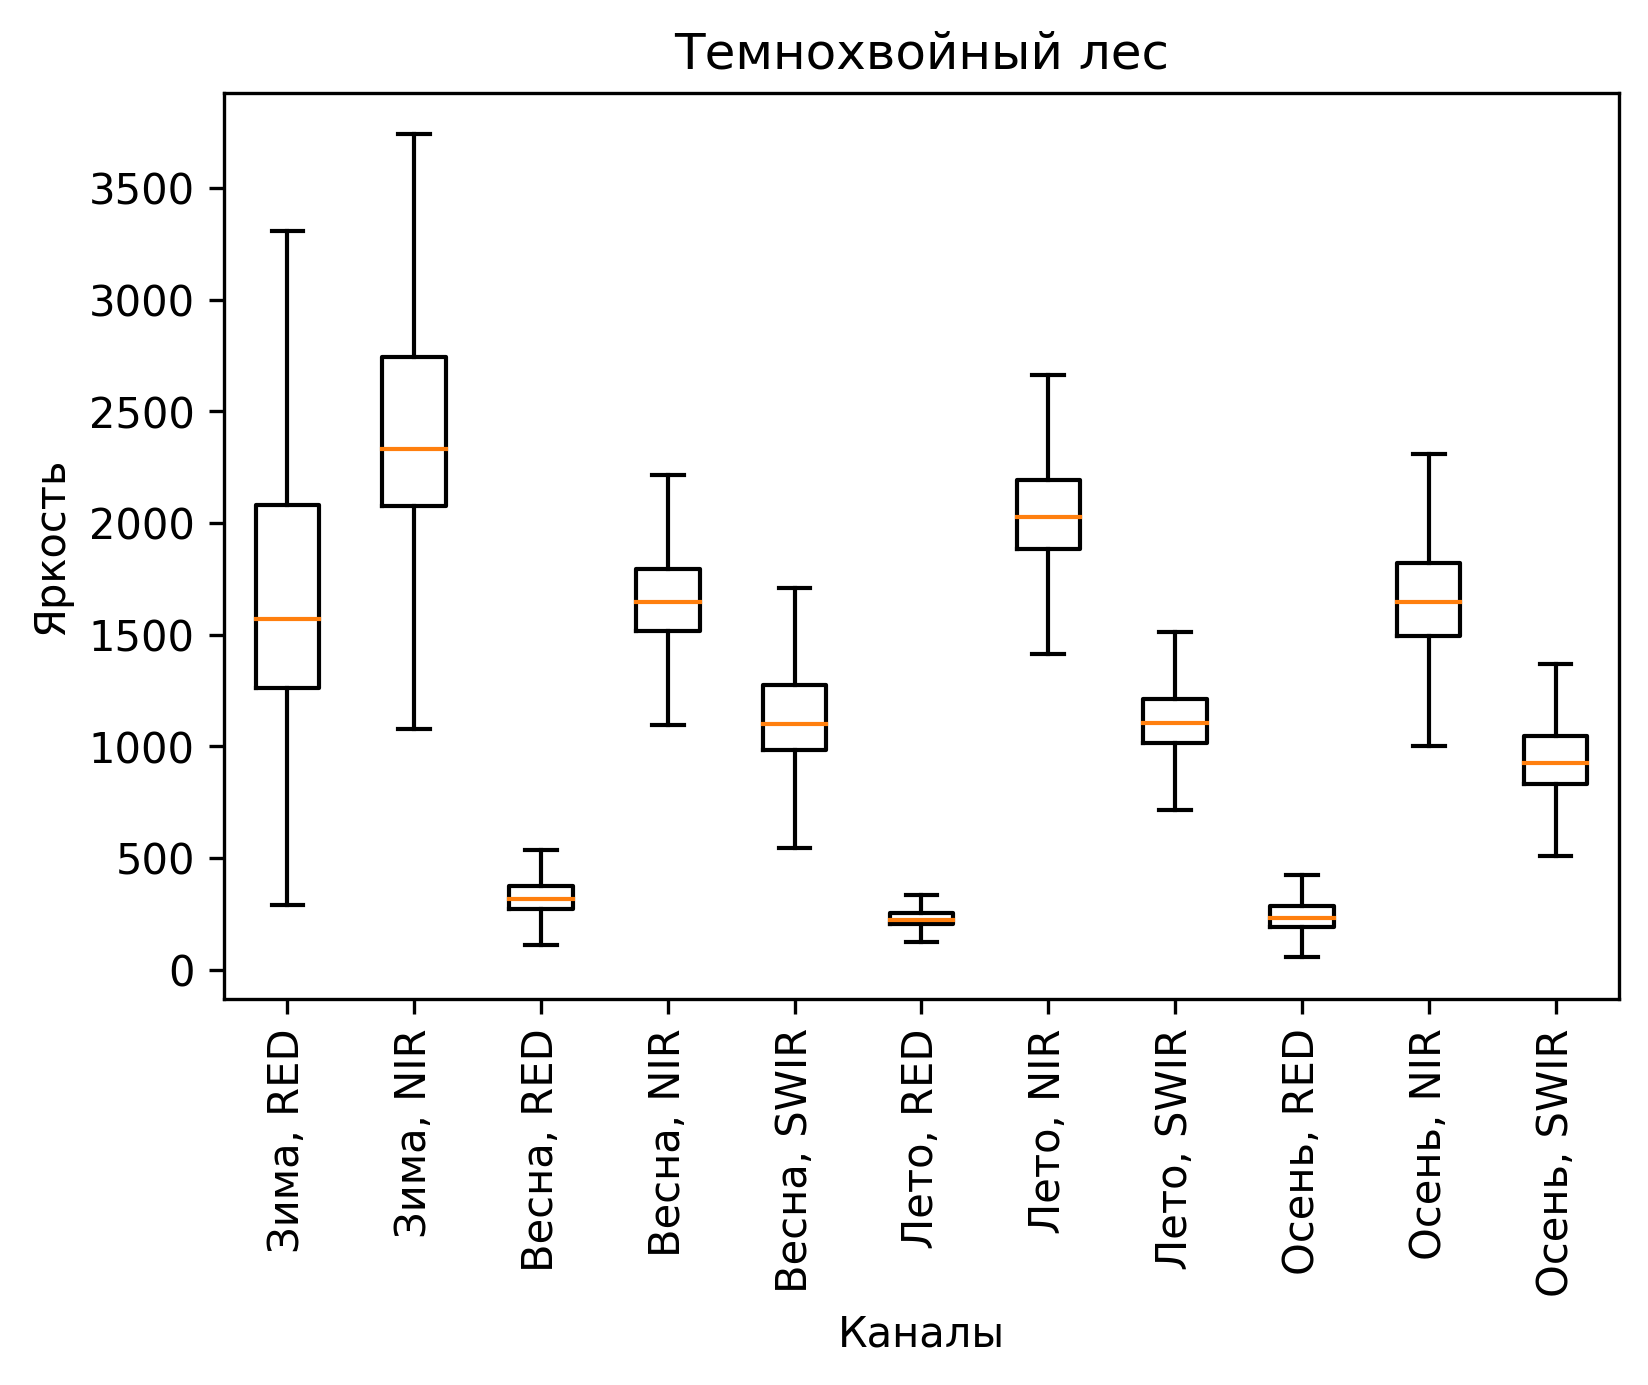 Темнохвойный лес
Яркость
3500
3000
2500
2000
1500
1000
500
0
Зима, RED
Зима, NIR
Весна, RED
Весна, NIR
Весна, SWIR
Лето, RED
Лето, NIR
Лето, SWIR
Осень, RED
Осень, NIR
Осень, SWIR
Каналы